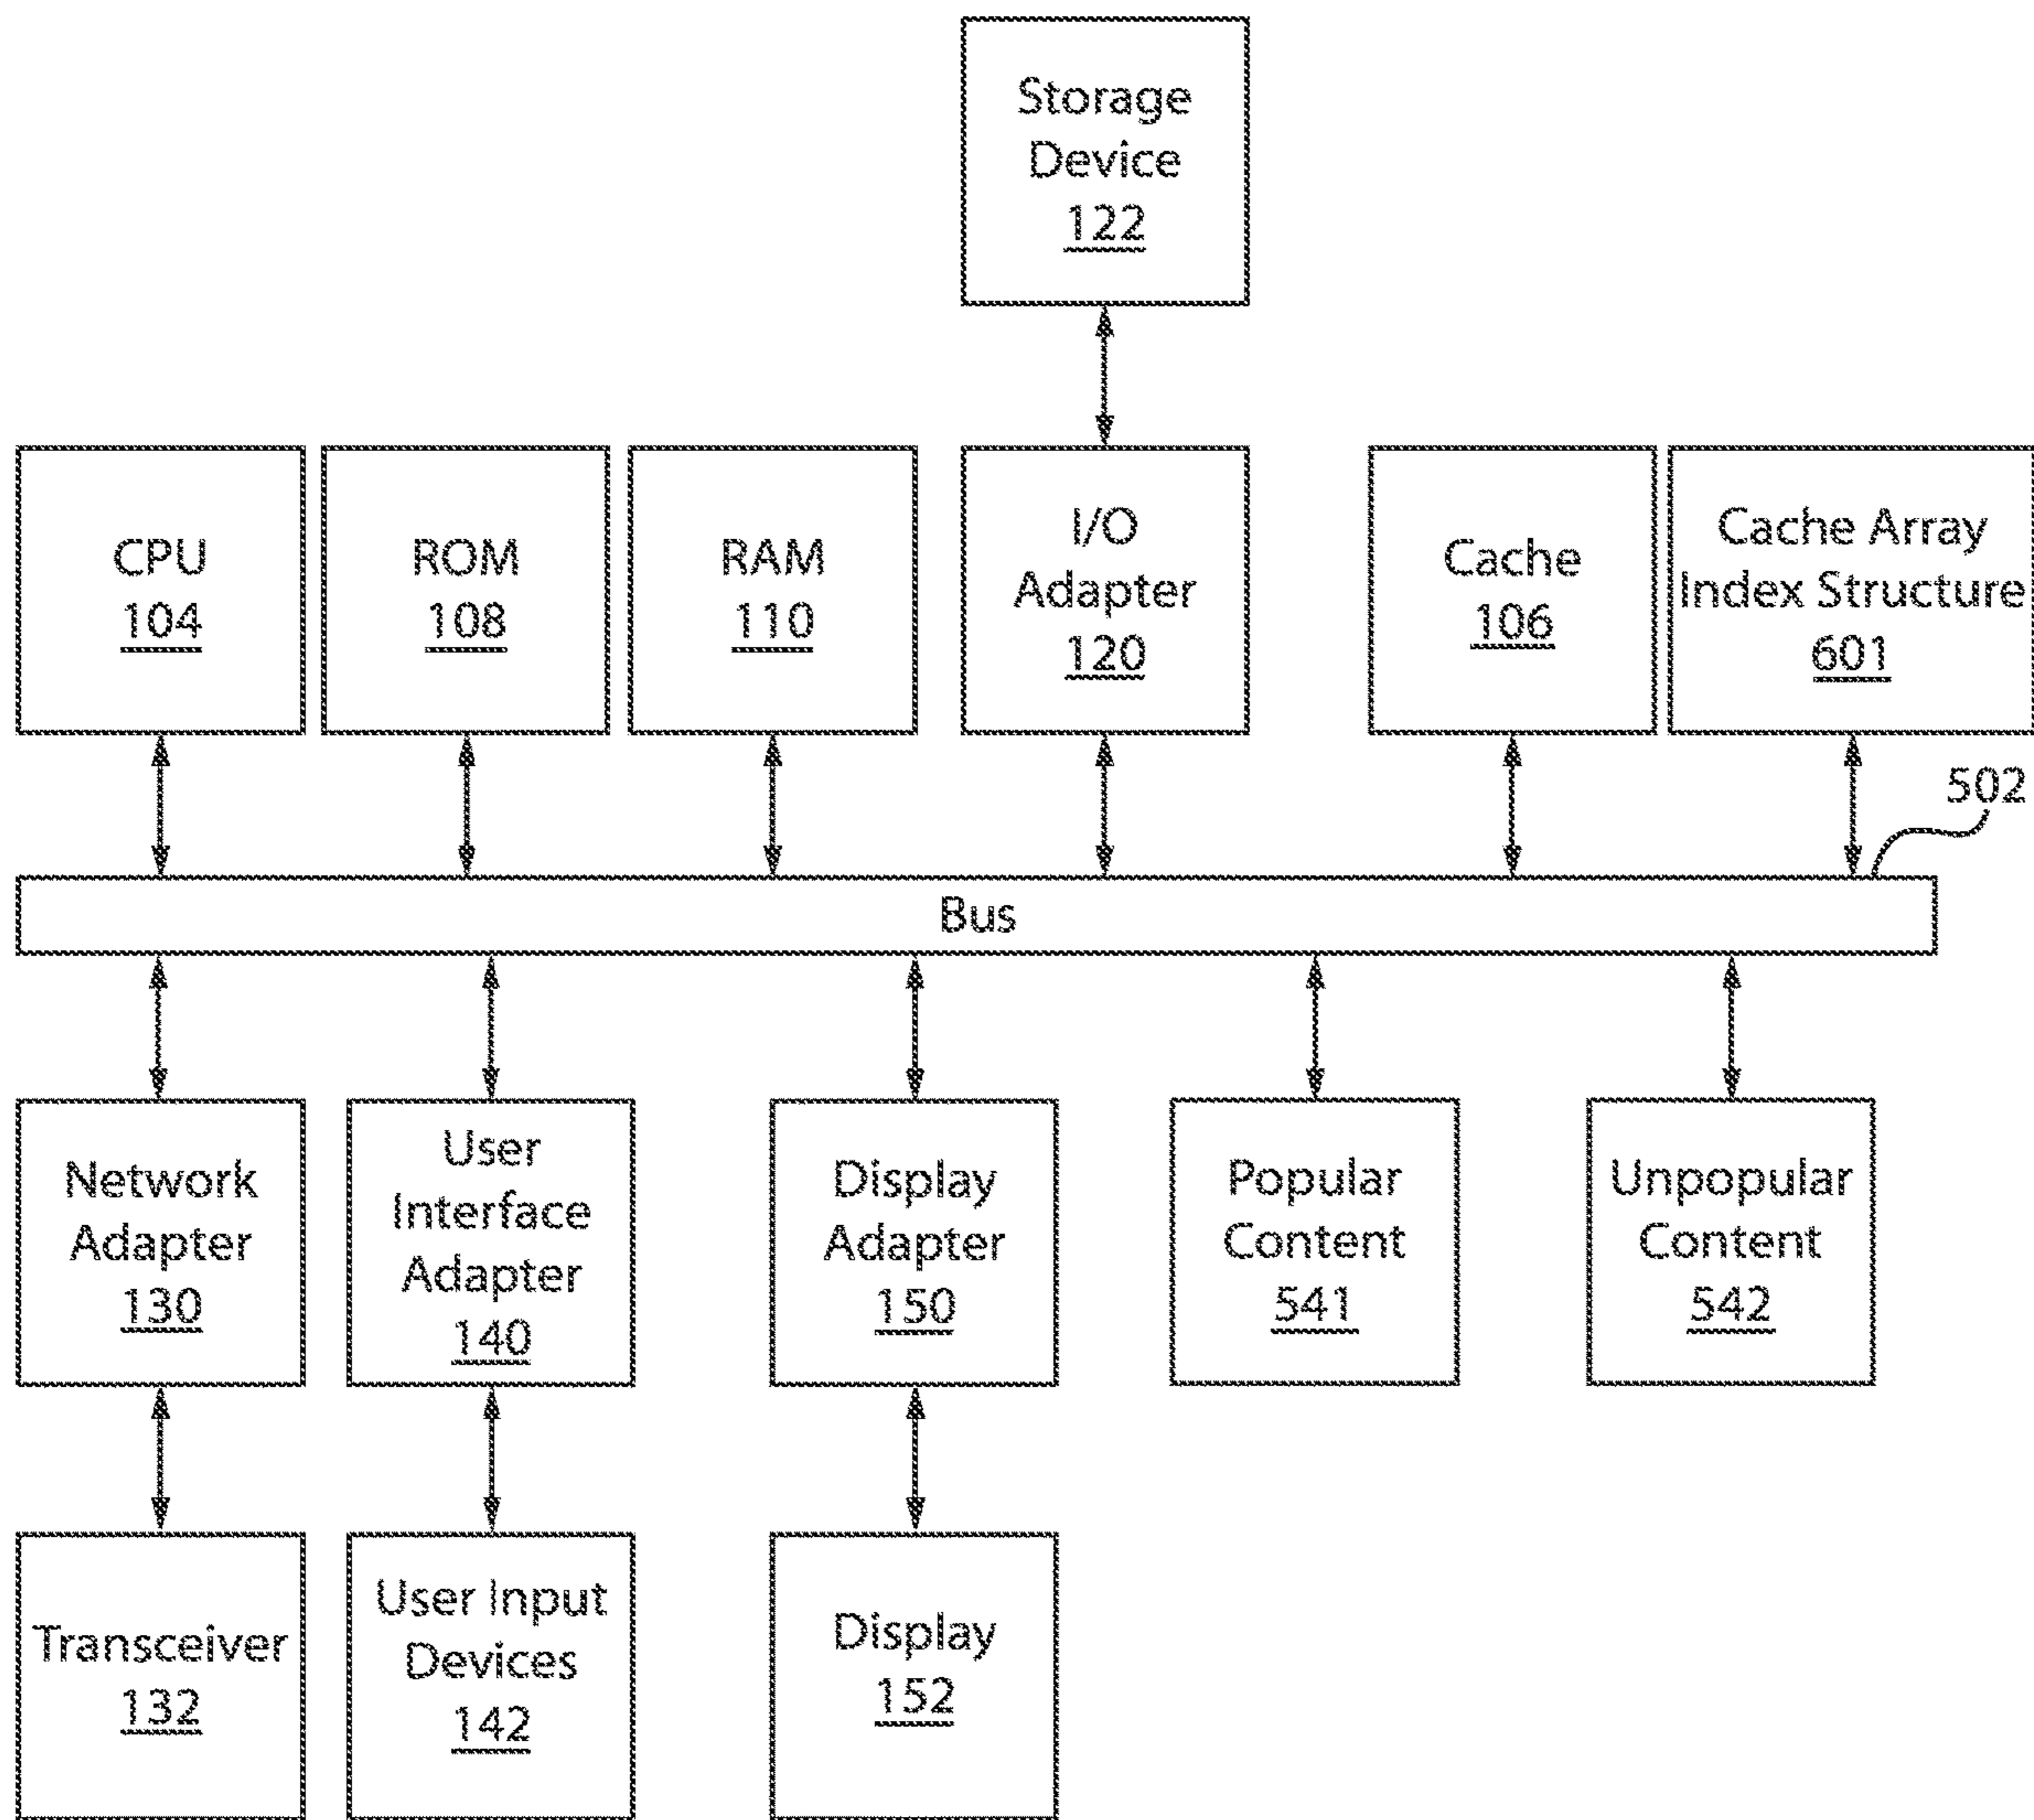 Storage
Device
122
CPU
104
ROM
108
RAM
110
I/O
Adapter
120
Cache
106
Cache Array
Index Structure
601
502
Bus
Network
Adapter
130
User
Interface
Adapter
140
Display
Adapter
150
Popular
Content
541
Unpopular
Content
542
Transceiver
132
User Input
Devices
142
Display
152